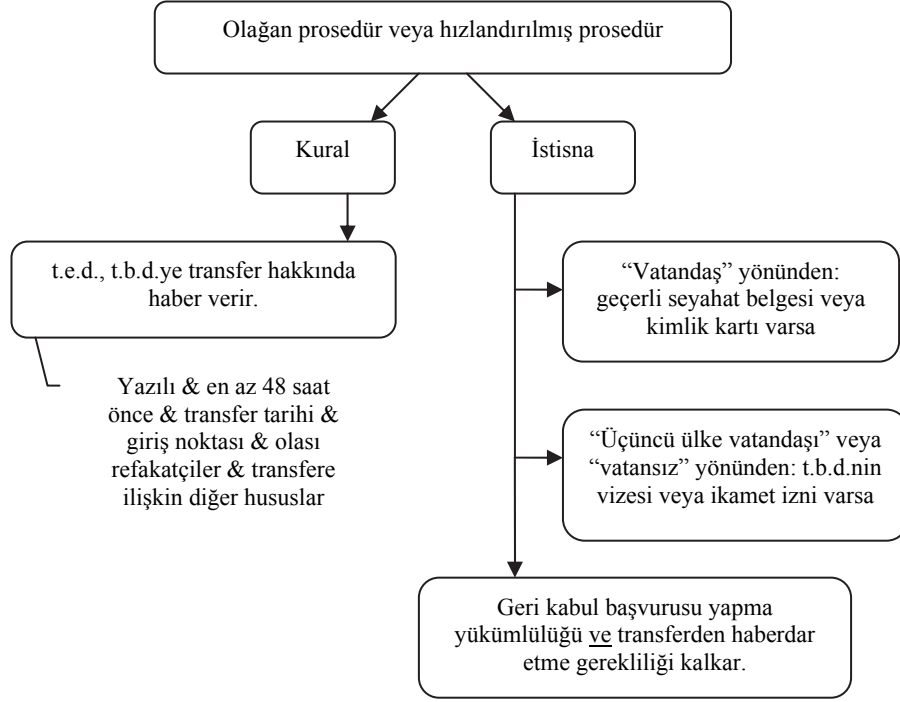 Olağan prosedür veya hızlandırılmış prosedür
Kural
İstisna
t.e.d., t.b.d.ye transfer hakkında
haber verir.
Yazılı & en az 48 saat
önce & transfer tarihi &
giriş noktası & olası
refakatçiler & transfere
ilişkin diğer hususlar
“Vatandaş” yönünden:
geçerli seyahat belgesi veya
kimlik kartı varsa
“Üçüncü ülke vatandaşı” veya
“vatansız” yönünden: t.b.d.nin
vizesi veya ikamet izni varsa
Geri kabul başvurusu yapma
yükümlülüğü ve transferden haberdar
etme gerekliliği kalkar.